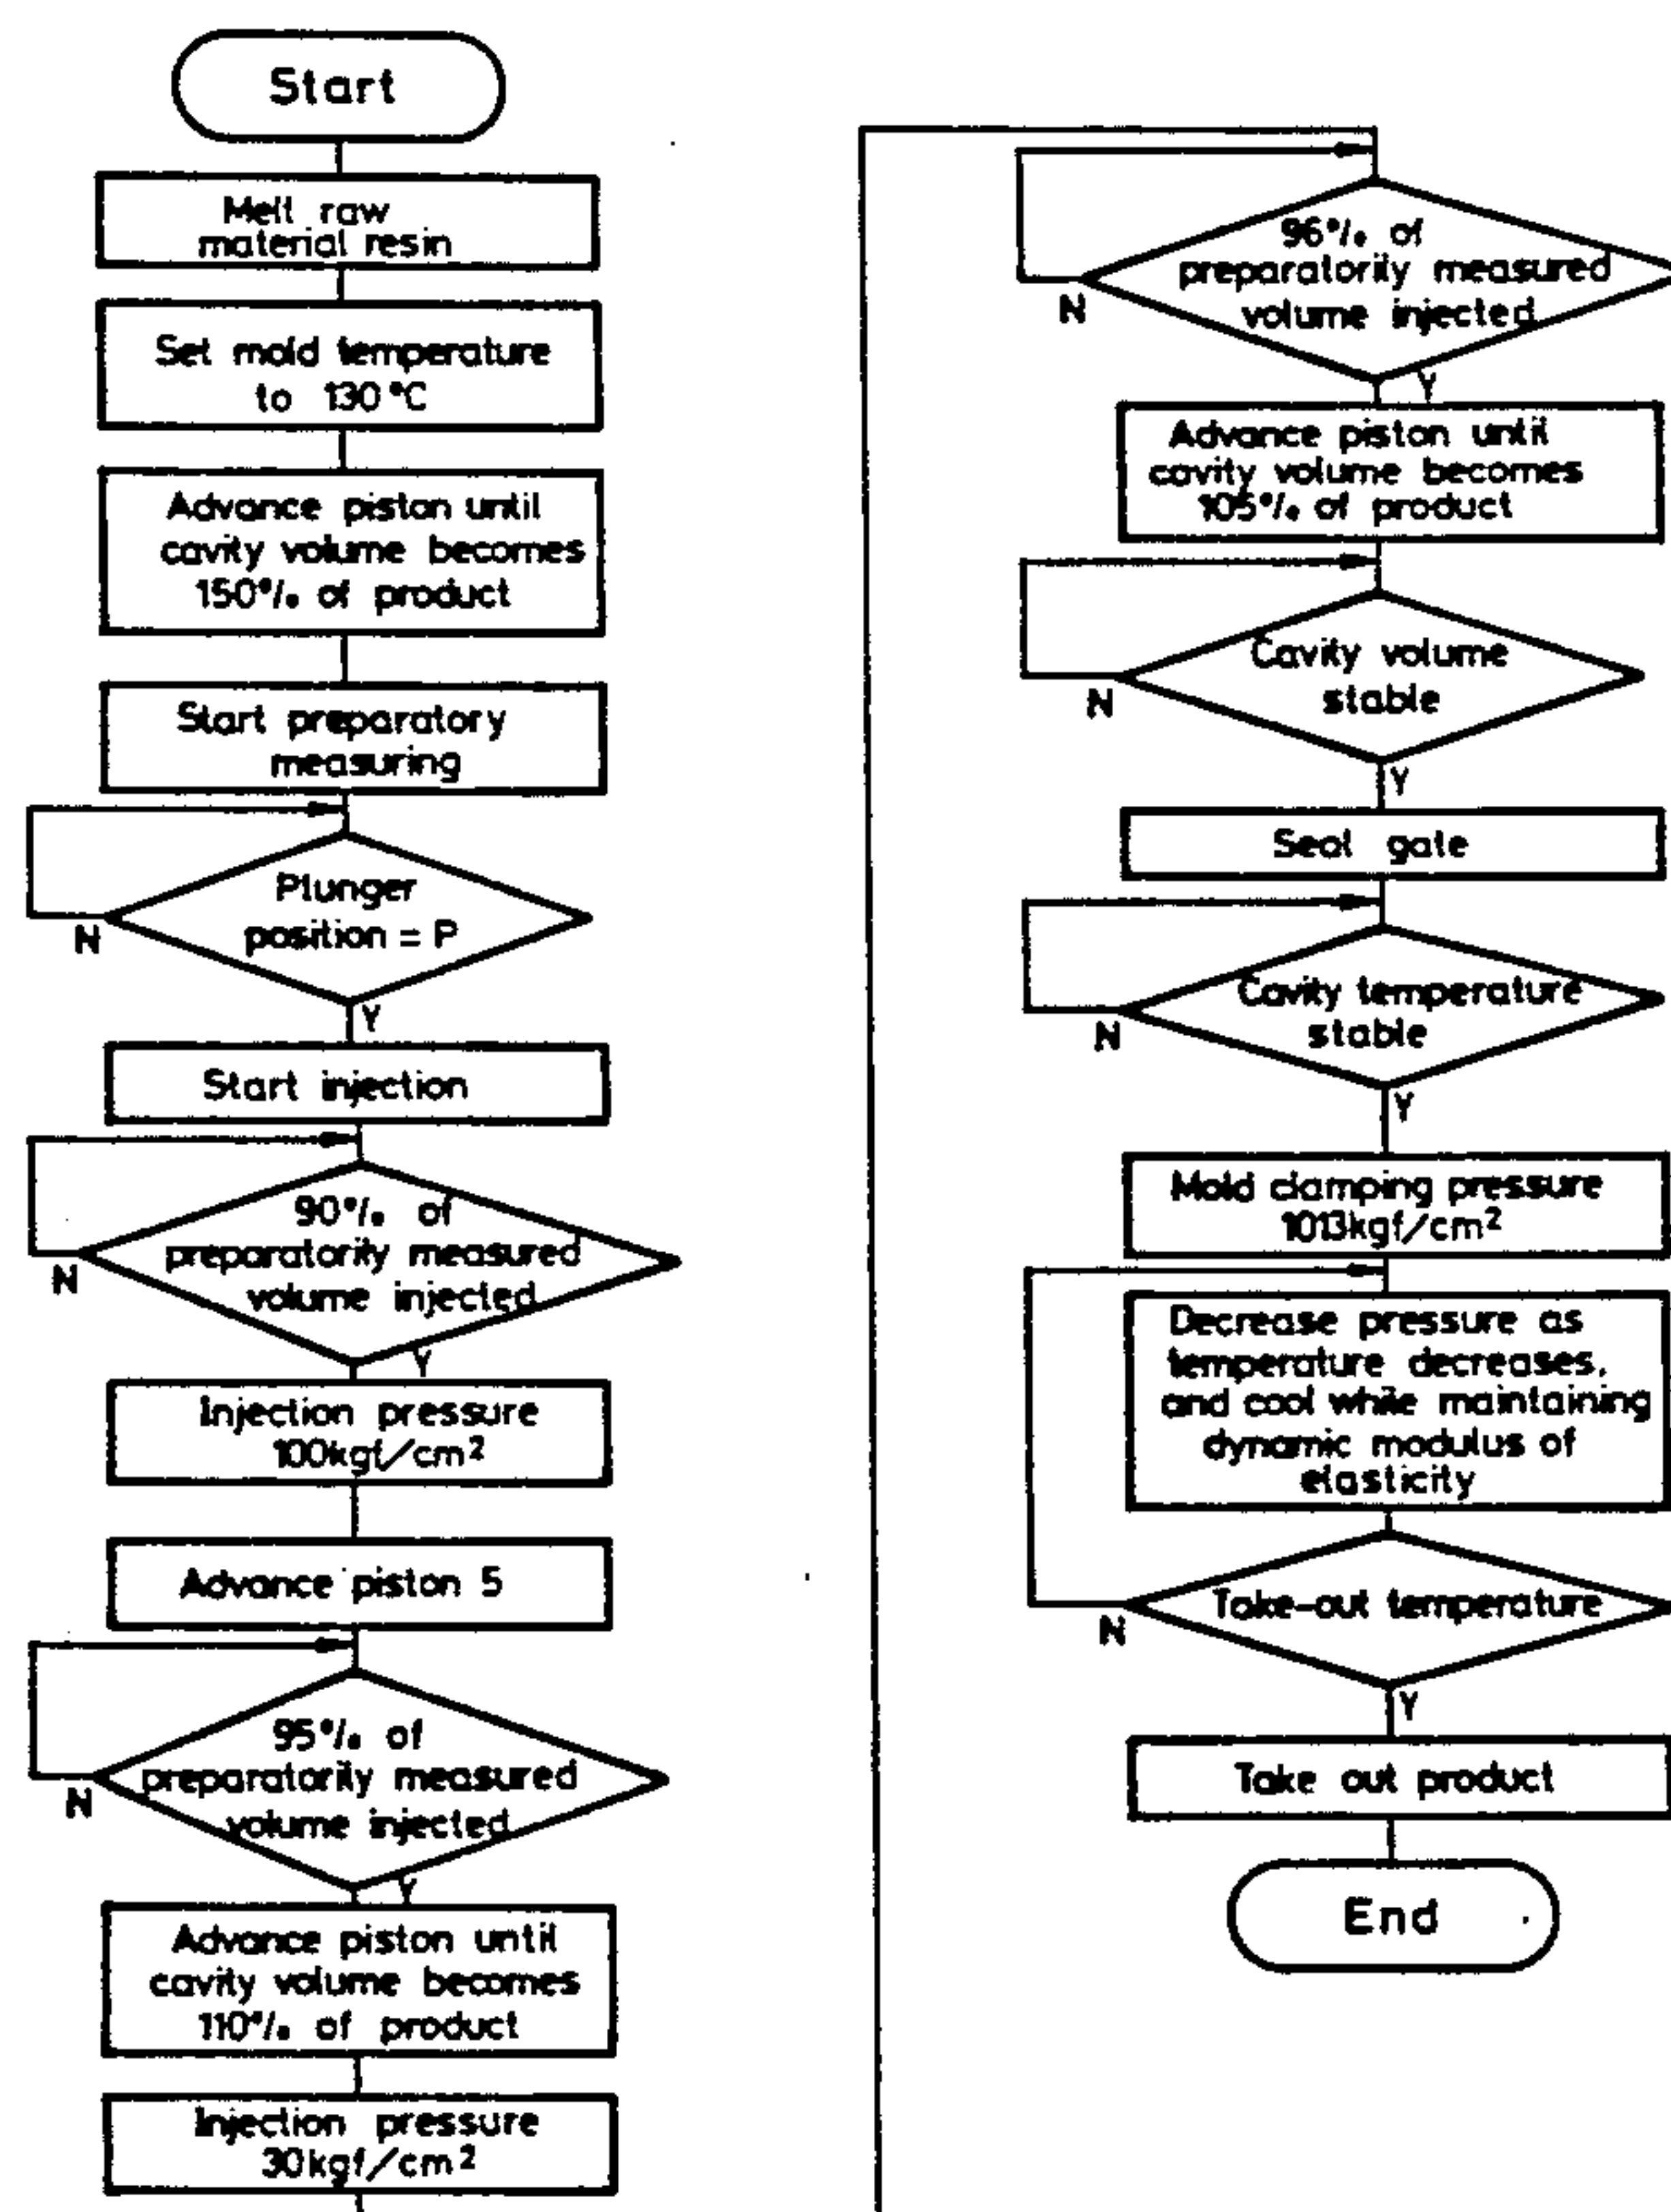 Start
Melt raw
material resin
Set mold temperature
to 130°C
Advance piston until
cavity volume becomes
150% of product
Start preparatory
measuring
Plunger
position = P
N
Y
Start injection
90% of
preparatorily measured
volume injected
N
Y
Injection pressure
100kgf/cm²
Advance piston 5
95% of
preparatorily measured
volume injected
N
Y
Advance piston until
cavity volume becomes
110% of product
Injection pressure
30kgf/cm²
96% of
preparatorily measured
volume injected
N
Y
Advance piston until
cavity volume becomes
105% of product
Cavity volume
stable
N
Y
Seal gate
Cavity temperature
stable
N
Y
Mold clamping pressure
1013kgf/cm²
Decrease pressure as
temperature decreases,
and cool while maintaining
dynamic modulus of
elasticity
Take-out temperature
N
Y
Take out product
End